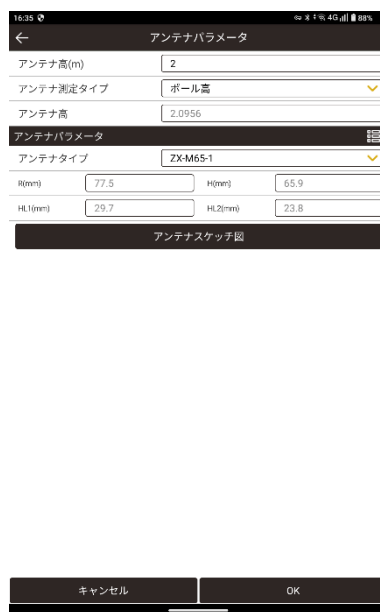 16:35 4G 88%
アンテナパラメータ
アンテナ高(m) 2
アンテナ測定タイプ ポール高
アンテナ高 2.0956
アンテナパラメータ
アンテナタイプ ZX-M65-1
R(mm) 77.5 H(mm) 65.9
HL1(mm) 29.7 HL2(mm) 23.8
アンテナスケッチ図
キャンセル OK